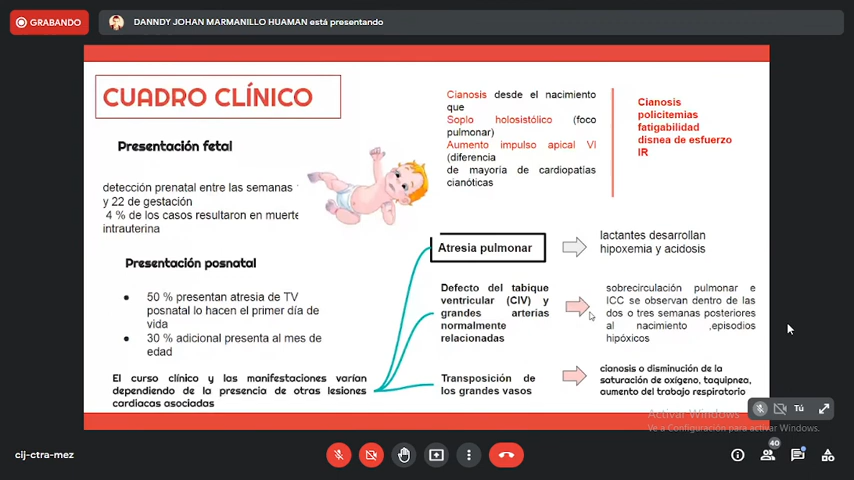 GRABANDO
DANNDY JOHAN MARMANILLO HUAMAN está presentando
CUADRO CLÍNICO
Presentación fetal
detección prenatal entre las semanas
y 22 de gestación
4 % de los casos resultaron en muerte
intrauterina
Presentación posnatal
● 50 % presentan atresia de TV
posnatal lo hacen el primer día de
vida
● 30 % adicional presenta al mes de
edad
El curso clínico y las manifestaciones varían
dependiendo de la presencia de otras lesiones
cardiacas asociadas
Cianosis desde el nacimiento
que
Soplo holosistólico (foco
pulmonar)
Aumento impulso apical VI
(diferencia
de mayoría de cardiopatías
cianóticas
Cianosis
policitemias
fatigabilidad
disnea de esfuerzo
IR
Atresia pulmonar
lactantes desarrollan
hipoxemia y acidosis
Defecto del tabique
ventricular (CIV) y
grandes arterias
normalmente
relacionadas
sobrecirculación pulmonar e
ICC se observan dentro de las
dos o tres semanas posteriores
al nacimiento ,episodios
hipóxicos
Transposición de
los grandes vasos
cianosis o disminución de la
saturación de oxígeno, taquipnea,
aumento del trabajo respiratorio
Tú
Activar Windows
Ve a Configuración para activar Windows.
cij-ctra-mez
40